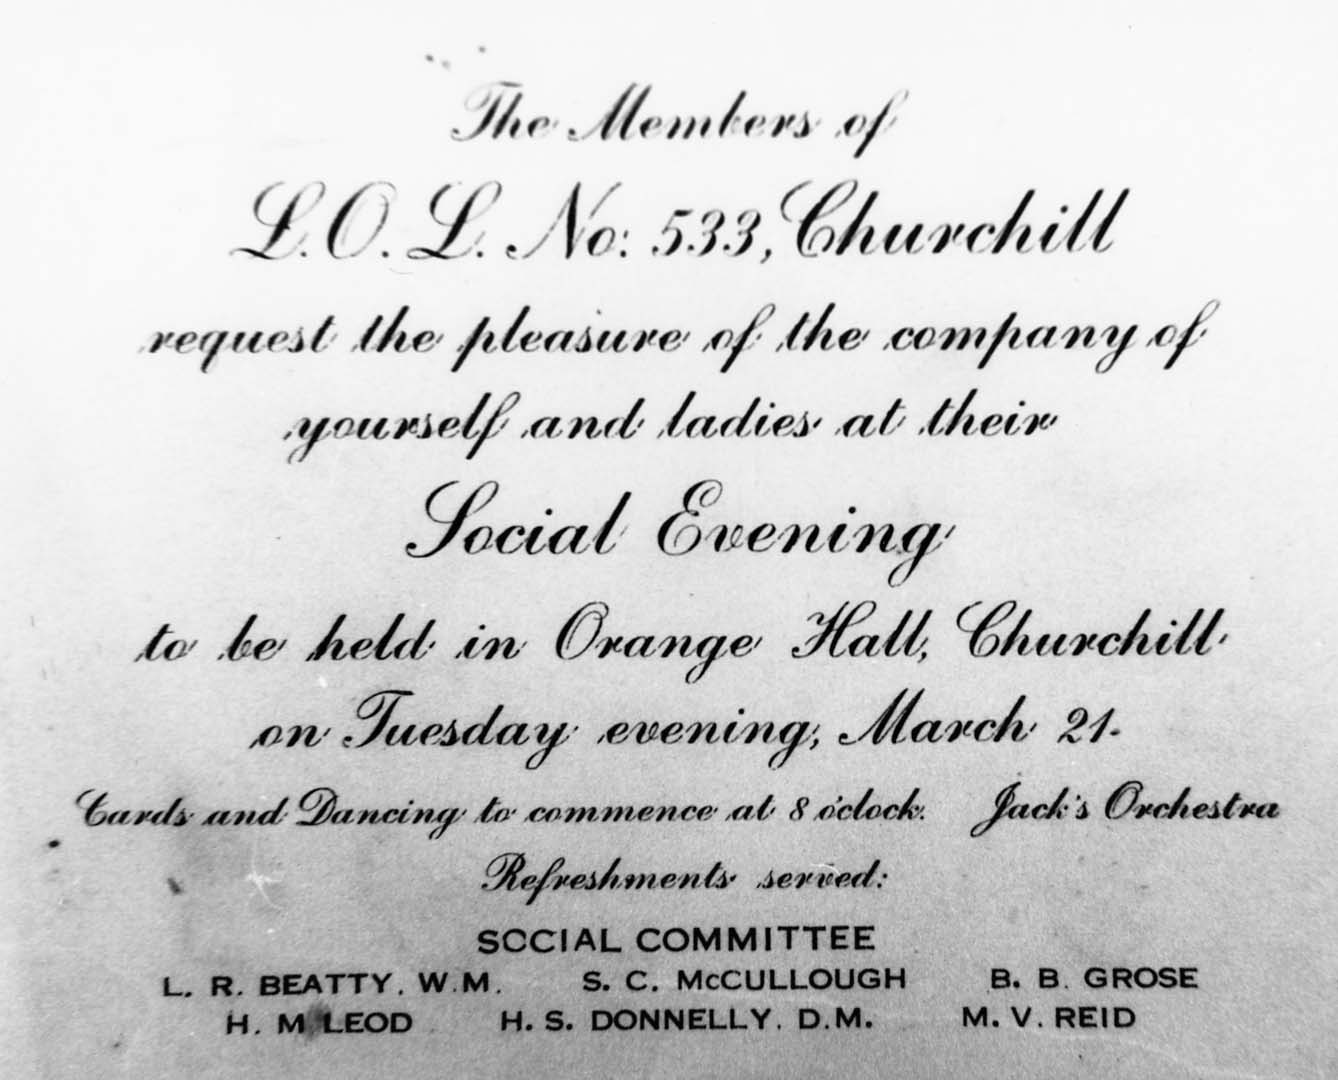 The Members of
L.O.L. No: 533, Churchill
request the pleasure of the company of
yourself and ladies at their
Social Evening
to be held in Orange Hall, Churchill
on Tuesday evening, March 21.
Cards and Dancing to commence at 8 o'clock. Jack's Orchestra
Refreshments served:
SOCIAL COMMITTEE
L. R. BEATTY. W.M. S. C. McCULLOUGH B. B. GROSE
H. M LEOD H. S. DONNELLY. D.M. M. V. REID